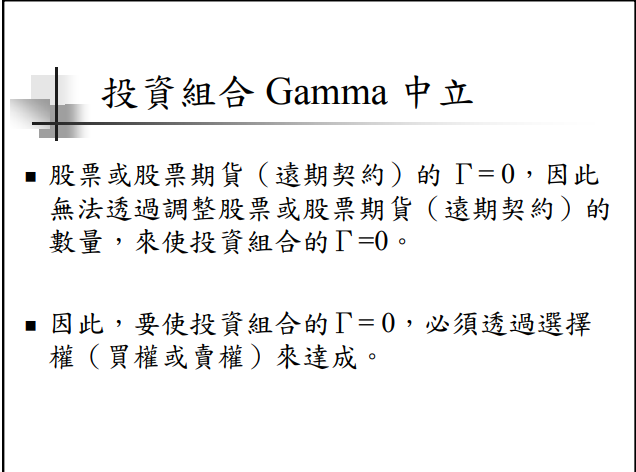 投資組合 Gamma 中立
股票或股票期貨（遠期契約）的 Γ= 0，因此
無法透過調整股票或股票期貨（遠期契約）的
數量，來使投資組合的Γ=0。
因此，要使投資組合的Γ= 0，必須透過選擇
權（買權或賣權）來達成。